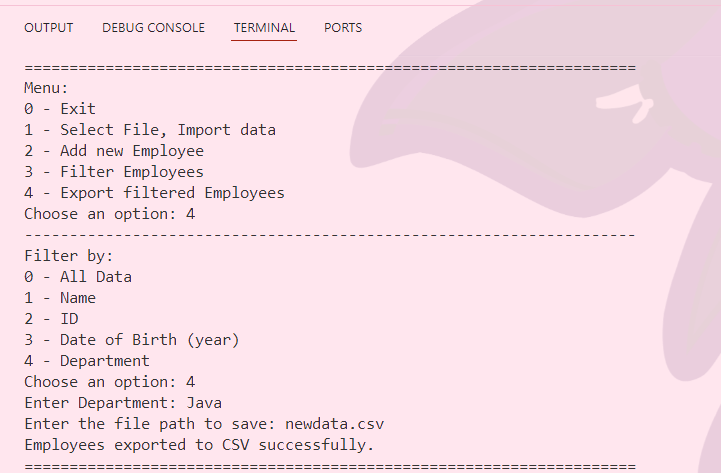 OUTPUT DEBUG CONSOLE TERMINAL PORTS
====================================================================
Menu:
0 - Exit
1 - Select File, Import data
2 - Add new Employee
3 - Filter Employees
4 - Export filtered Employees
Choose an option: 4
--------------------------------------------------------------------
Filter by:
0 - All Data
1 - Name
2 - ID
3 - Date of Birth (year)
4 - Department
Choose an option: 4
Enter Department: Java
Enter the file path to save: newdata.csv
Employees exported to CSV successfully.
====================================================================